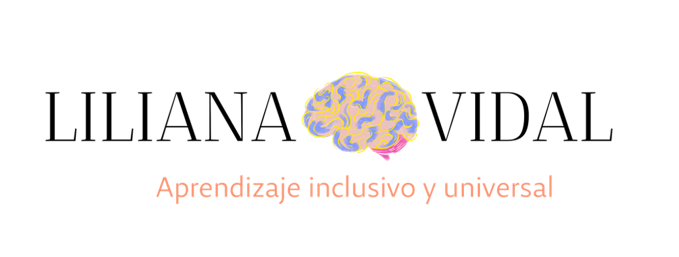 LILIANA VIDAL
Aprendizaje inclusivo y universal